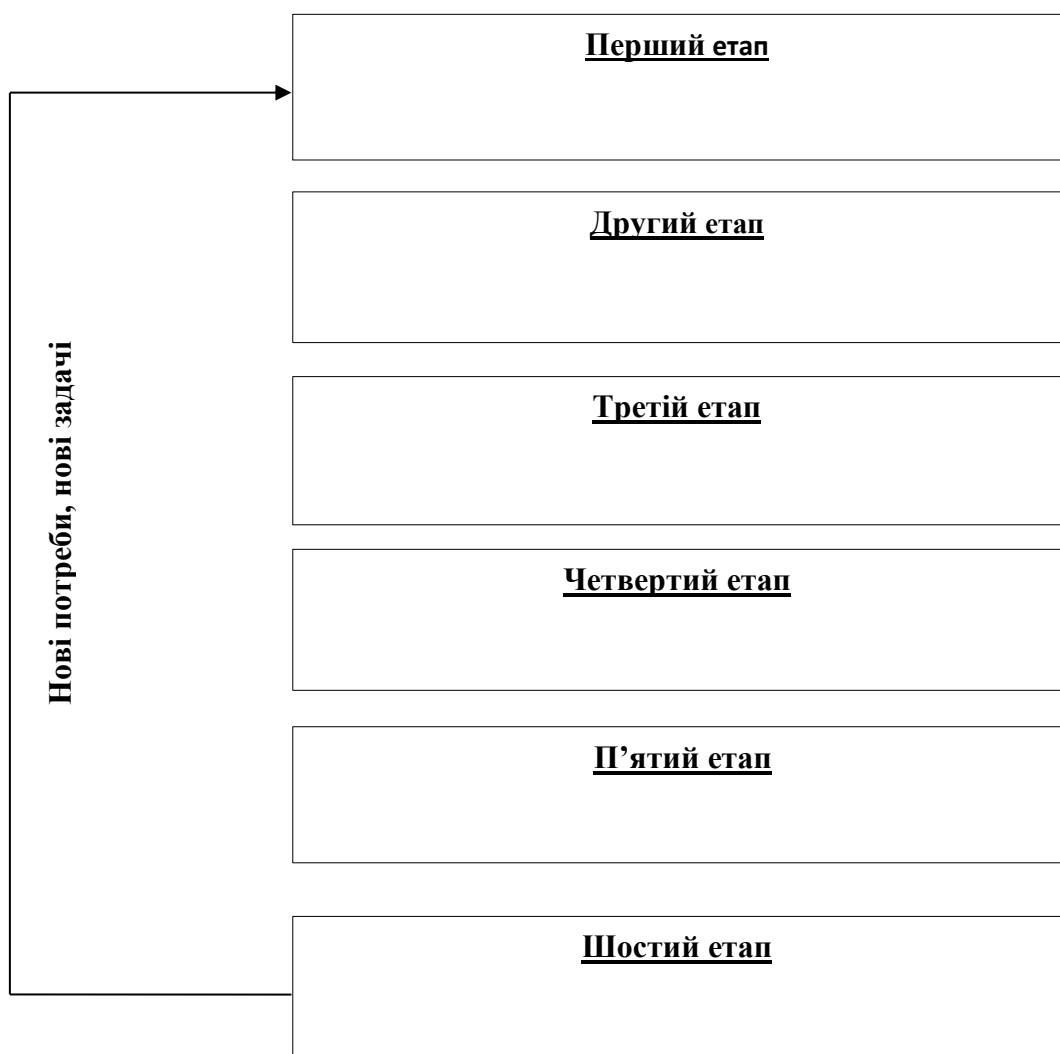 Перший етап
Другий етап
Третій етап
Четвертий етап
П’ятий етап
Шостий етап
Нові потреби, нові задачі